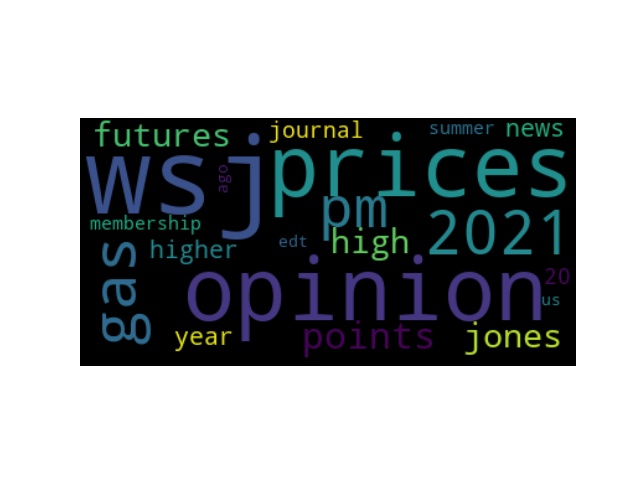 futures journal summer news
wsj ago prices
membership pm 2021
higher edt high
gas opinion 20
us
year points jones